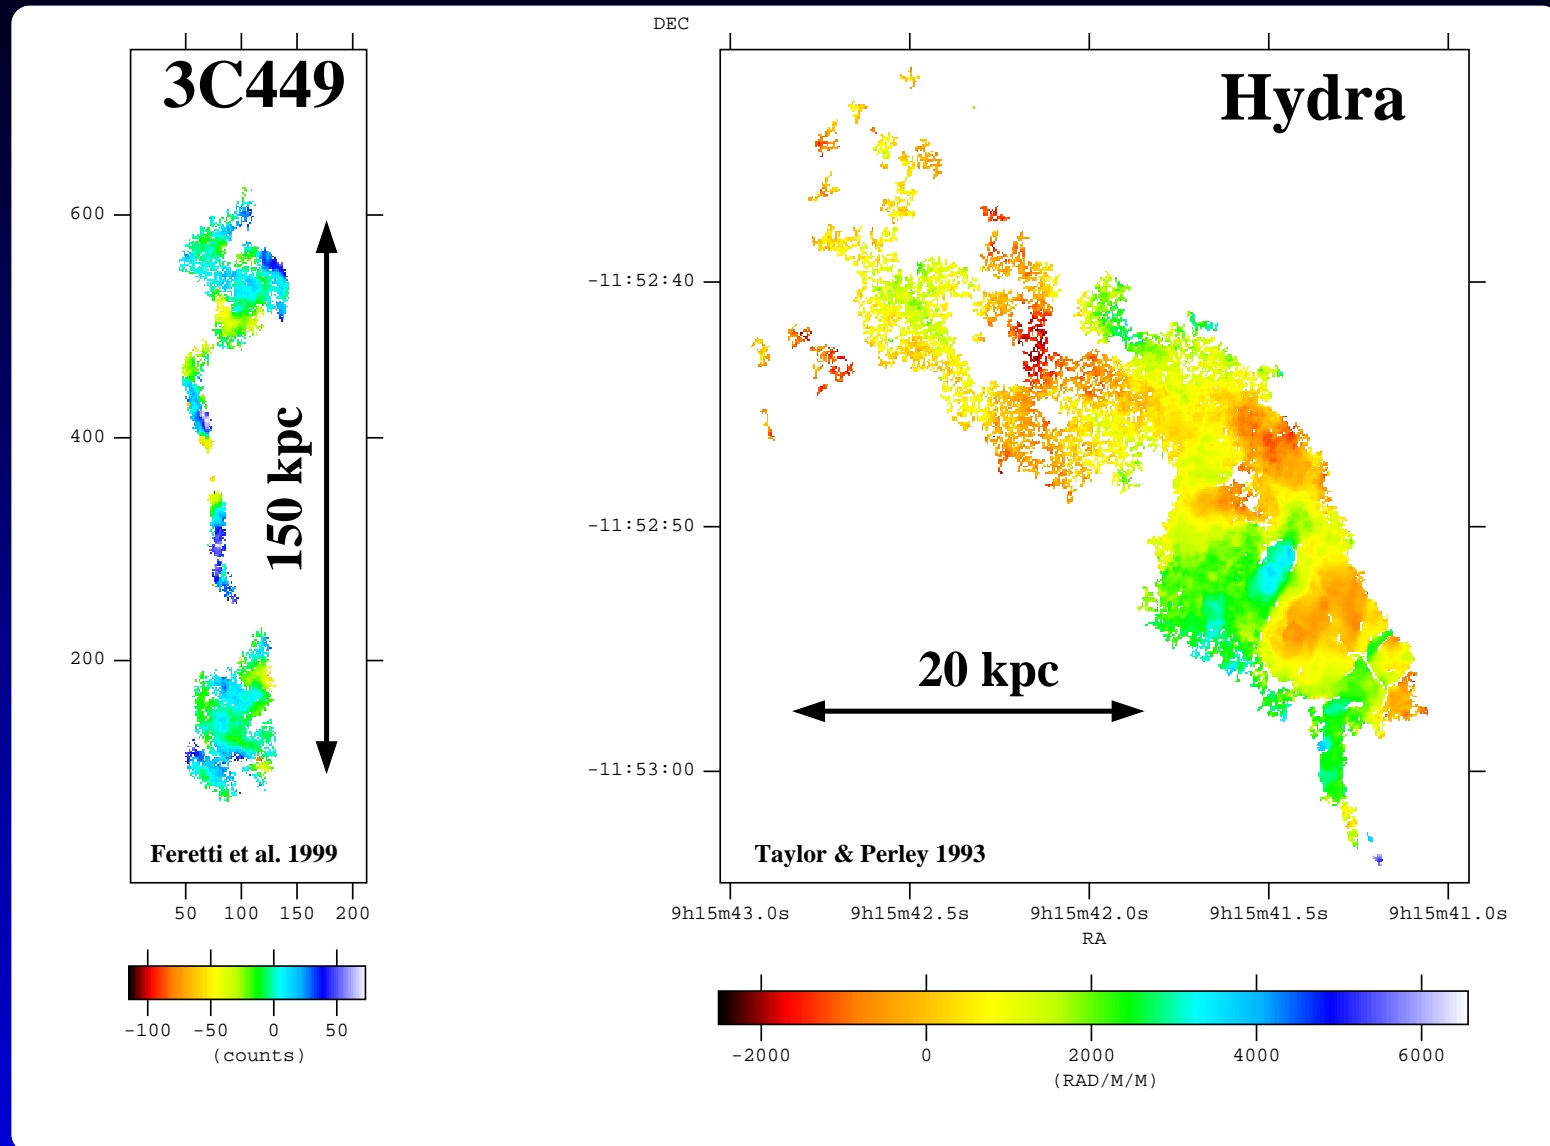 DEC
3C449
Hydra
600
400
200
150 kpc
-11:52:40
-11:52:50
-11:53:00
20 kpc
Feretti et al. 1999
Taylor & Perley 1993
50 100 150 200
9h15m43.0s 9h15m42.5s 9h15m42.0s 9h15m41.5s 9h15m41.0s
RA
-100 -50 0 50
(counts)
-2000 0 2000 4000 6000
(RAD/M/M)